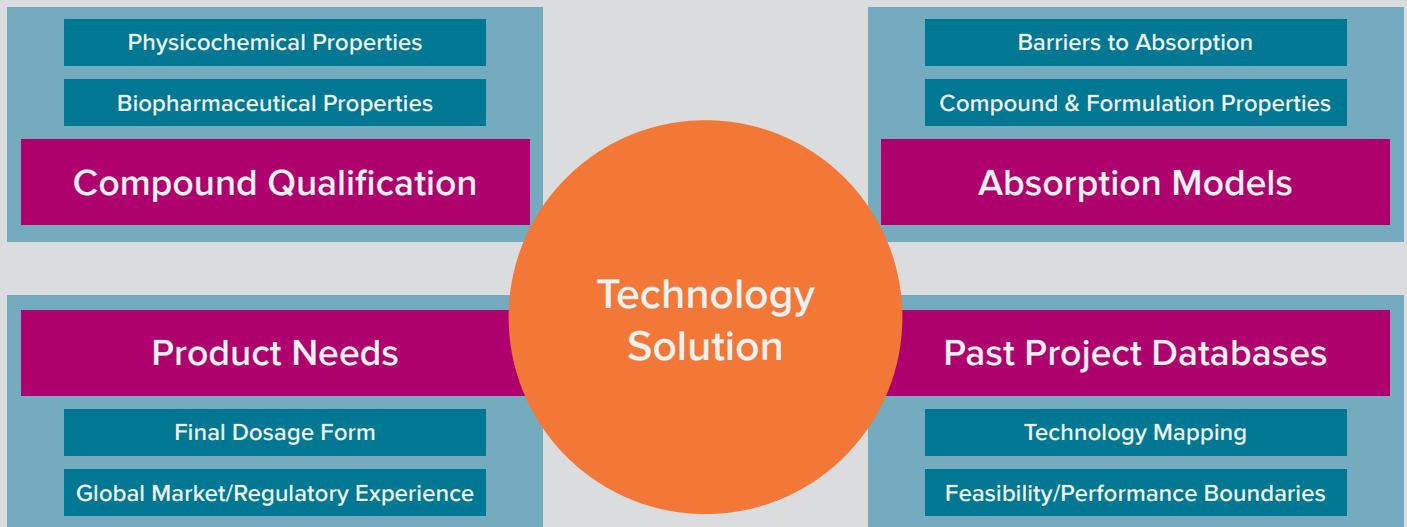 Physicochemical Properties
Biopharmaceutical Properties
Compound Qualification
Barriers to Absorption
Compound & Formulation Properties
Absorption Models
Technology
Solution
Product Needs
Final Dosage Form
Global Market/Regulatory Experience
Past Project Databases
Technology Mapping
Feasibility/Performance Boundaries